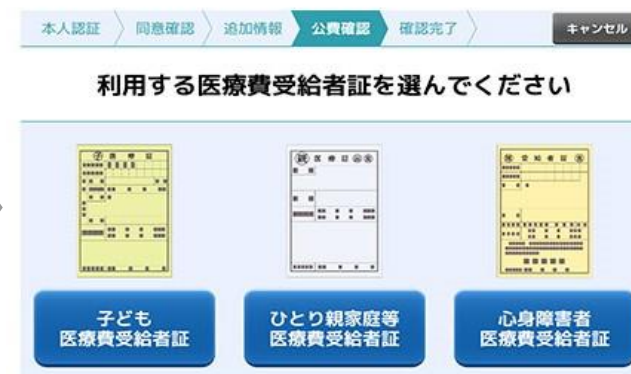 本人認証
同意確認
追加情報
公費確認
確認完了
キャンセル
利用する医療費受給者証を選んでください
子ども
医療費受給者証
ひとり親家庭等
医療費受給者証
心身障害者
医療費受給者証